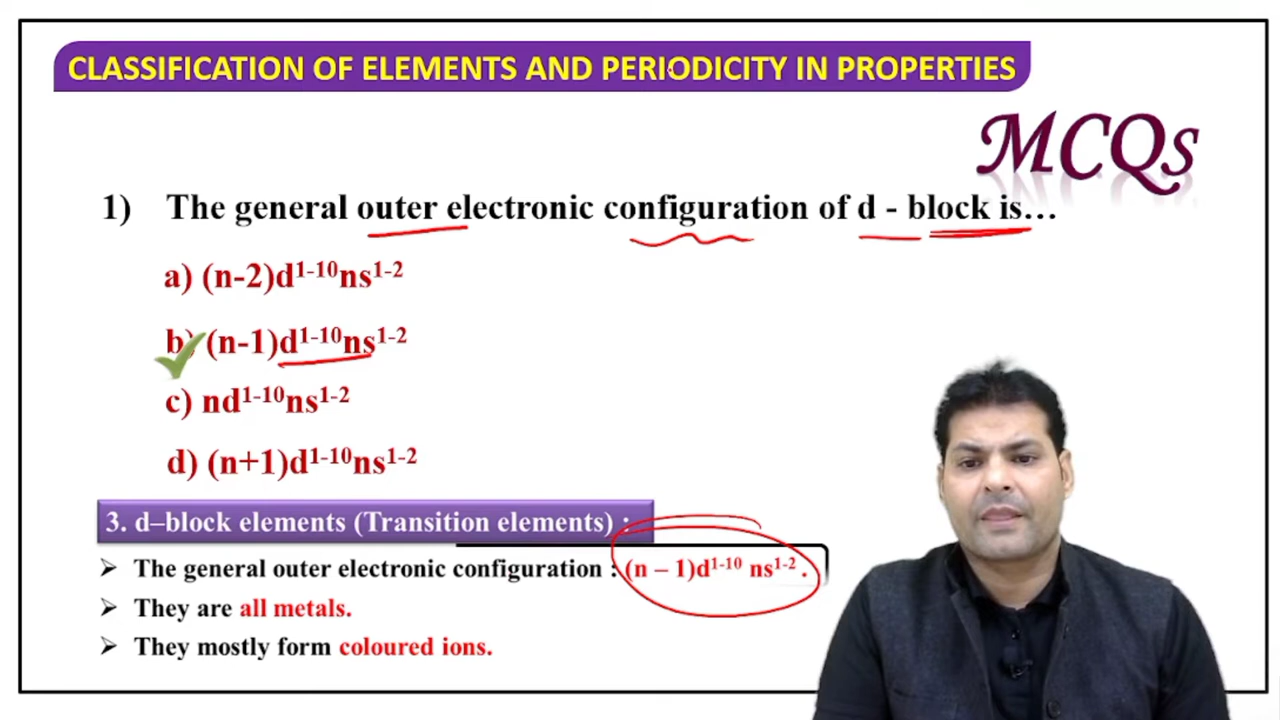 CLASSIFICATION OF ELEMENTS AND PERIODICITY IN PROPERTIES
MCQs
1) The general outer electronic configuration of d - block is…
a) (n-2)d¹⁻¹⁰ns¹⁻²
b) (n-1)d¹⁻¹⁰ns¹⁻²
c) nd¹⁻¹⁰ns¹⁻²
d) (n+1)d¹⁻¹⁰ns¹⁻²
3. d–block elements (Transition elements) :
➢ The general outer electronic configuration : (n – 1)d¹⁻¹⁰ ns¹⁻² .
➢ They are all metals.
➢ They mostly form coloured ions.